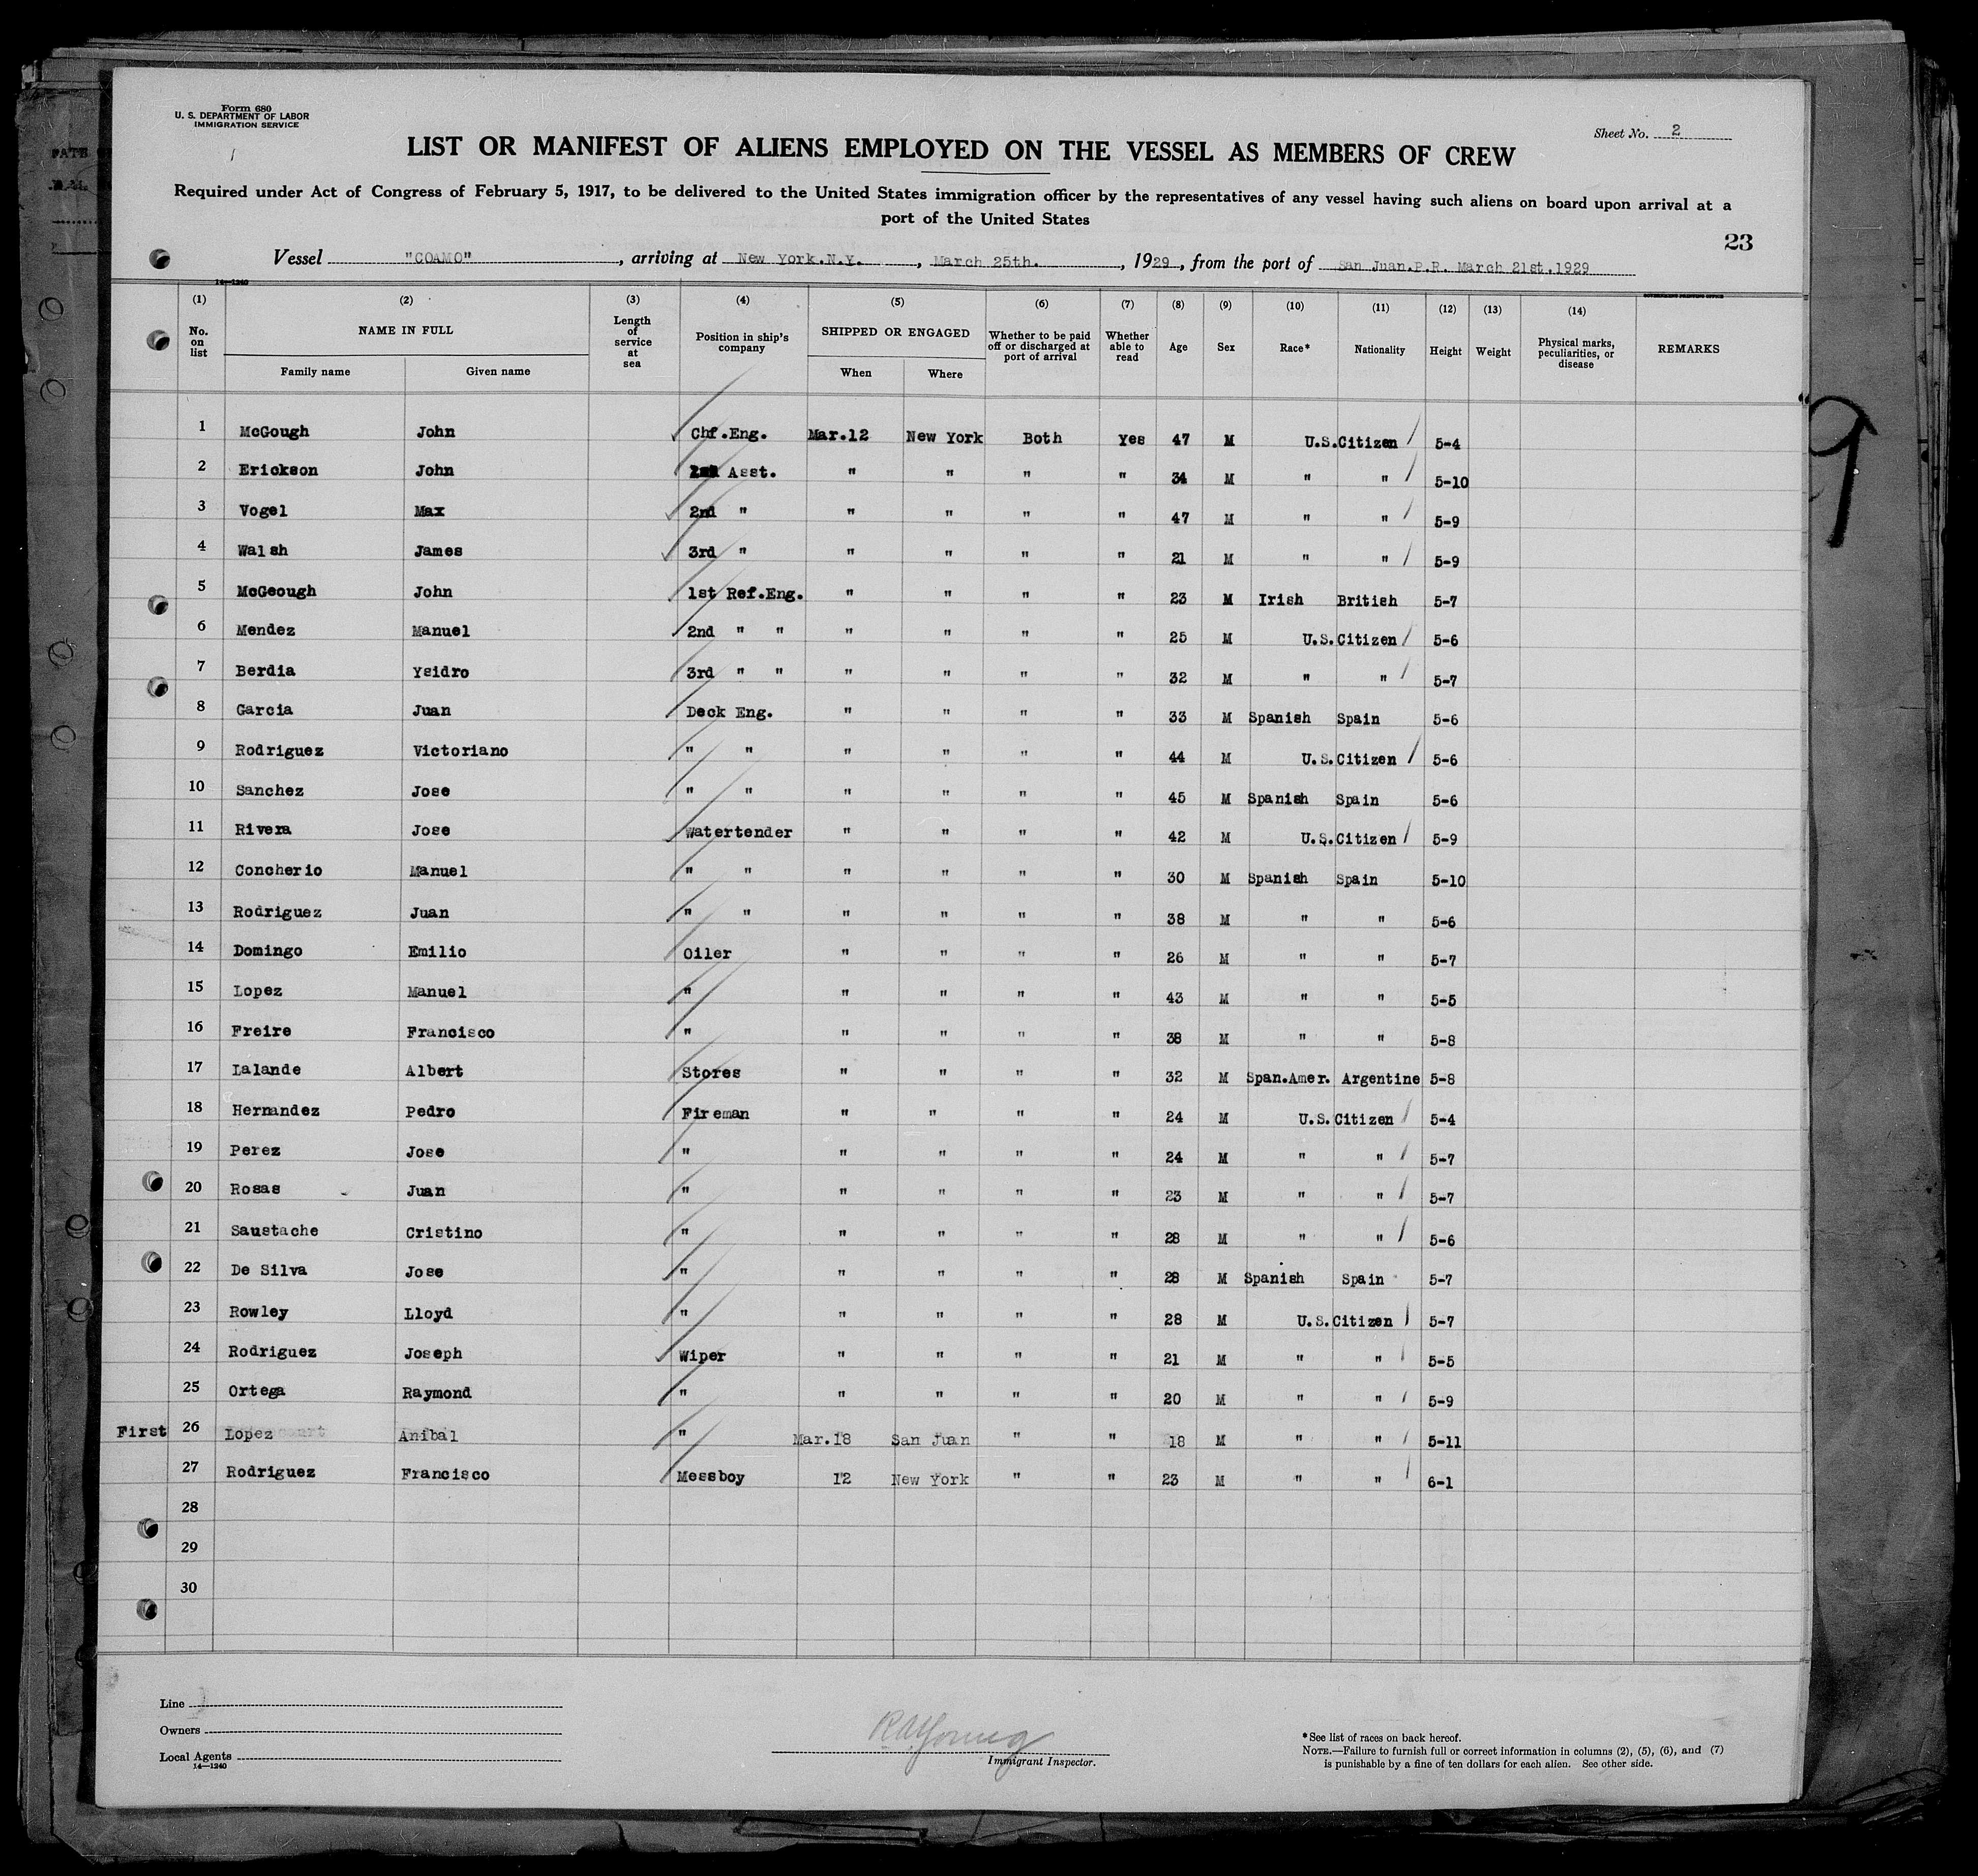 Form 680
U. S. DEPARTMENT OF LABOR
IMMIGRATION SERVICE
Sheet No. 2
LIST OR MANIFEST OF ALIENS EMPLOYED ON THE VESSEL AS MEMBERS OF CREW
Required under Act of Congress of February 5, 1917, to be delivered to the United States immigration officer by the representatives of any vessel having such aliens on board upon arrival at a
port of the United States
23
Vessel "COAMO", arriving at New York.N.Y., March 25th., 1929, from the port of San Juan.P.R. March 21st.1929
14—1240
GOVERNMENT PRINTING OFFICE
(1) (2) (3) (4) (5) (6) (7) (8) (9) (10) (11) (12) (13) (14)
No. on list NAME IN FULL Family name Given name Length of service at sea Position in ship's company SHIPPED OR ENGAGED When Where Whether to be paid off or discharged at port of arrival Whether able to read Age Sex Race* Nationality Height Weight Physical marks, peculiarities, or disease REMARKS
1 McGough John Chf.Eng. Mar.12 New York Both Yes 47 M U.S.Citizen 5-4
2 Erickson John Asst. " " " " 34 M " " 5-10
3 Vogel Max 2nd " " " " " 47 M " " 5-9
4 Walsh James 3rd " " " " " 21 M " " 5-9
5 McGeough John 1st Ref.Eng. " " " " 23 M Irish British 5-7
6 Mendez Manuel 2nd " " " " " " 25 M U.S.Citizen 5-6
7 Berdia Ysidro 3rd " " " " " " 32 M " " 5-7
8 Garcia Juan Deck Eng. " " " " 33 M Spanish Spain 5-6
9 Rodriguez Victoriano " " " " " " 44 M U.S.Citizen 5-6
10 Sanchez Jose " " " " " " 45 M Spanish Spain 5-6
11 Rivera Jose Watertender " " " " 42 M U.S.Citizen 5-9
12 Concherio Manuel " " " " " " 30 M Spanish Spain 5-10
13 Rodriguez Juan " " " " " " 38 M " " 5-6
14 Domingo Emilio Oiler " " " " 26 M " " 5-7
15 Lopez Manuel " " " " " 43 M " " 5-5
16 Freire Francisco " " " " " 38 M " " 5-8
17 Lalande Albert Stores " " " " 32 M Span.Amer. Argentine 5-8
18 Hernandez Pedro Fireman " " " " 24 M U.S.Citizen 5-4
19 Perez Jose " " " " " 24 M " " 5-7
20 Rosas Juan " " " " " 23 M " " 5-7
21 Saustache Cristino " " " " " 28 M " " 5-6
22 De Silva Jose " " " " " 28 M Spanish Spain 5-7
23 Rowley Lloyd " " " " " 28 M U.S.Citizen 5-7
24 Rodriguez Joseph Wiper " " " " 21 M " " 5-5
25 Ortega Raymond " " " " " 20 M " " 5-9
First 26 Lopez Anibal " Mar.18 San Juan " " 18 M " " 5-11
27 Rodriguez Francisco Messboy 12 New York " " 23 M " " 6-1
28
29
30
Line
Owners
Local Agents
14—1240
R A Young
Immigrant Inspector.
*See list of races on back hereof.
NOTE.—Failure to furnish full or correct information in columns (2), (5), (6), and (7)
is punishable by a fine of ten dollars for each alien. See other side.